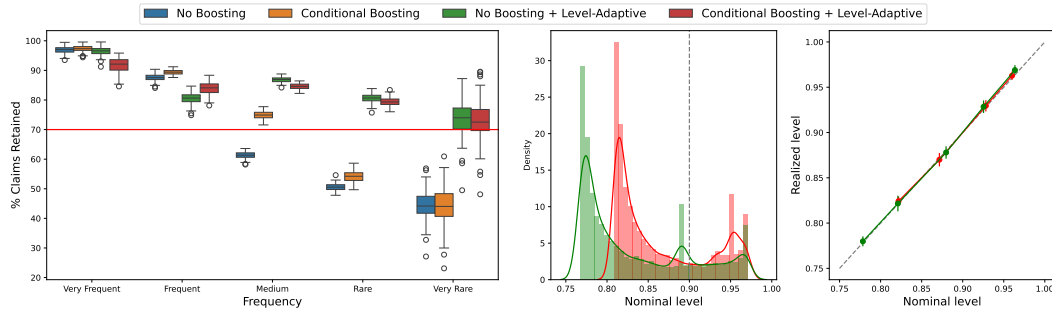 No Boosting
Conditional Boosting
No Boosting + Level-Adaptive
Conditional Boosting + Level-Adaptive
% Claims Retained
100
90
80
70
60
50
40
30
20
Very Frequent
Frequent
Medium
Rare
Very Rare
Frequency
Density
30
25
20
15
10
5
0
0.75
0.80
0.85
0.90
0.95
1.00
Nominal level
Realized level
1.00
0.95
0.90
0.85
0.80
0.75
0.75
0.80
0.85
0.90
0.95
1.00
Nominal level